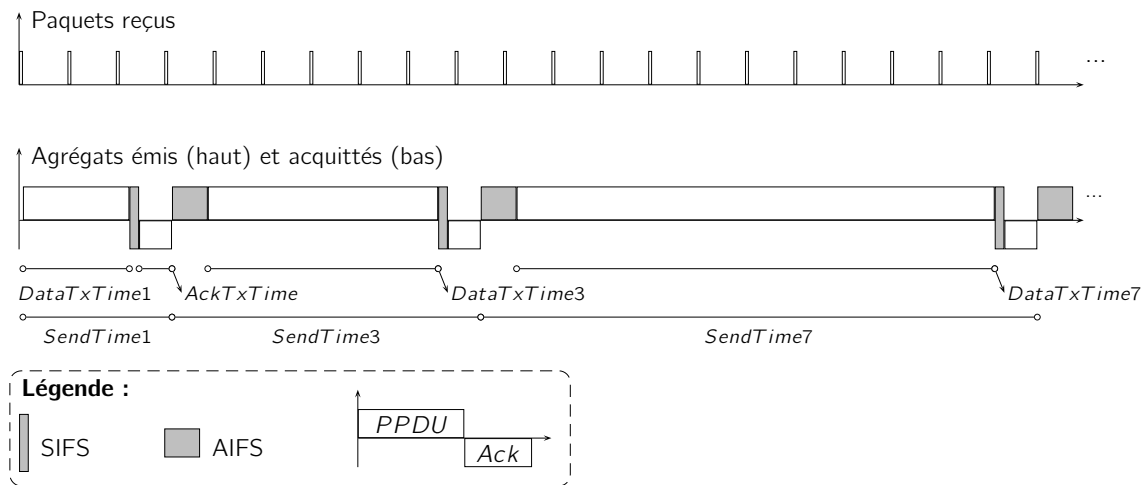 Paquets reçus
...
Agrégats émis (haut) et acquittés (bas)
...
DataTxTime1 AckTxTime DataTxTime3 DataTxTime7
SendTime1 SendTime3 SendTime7
Légende :
SIFS AIFS PPDU Ack